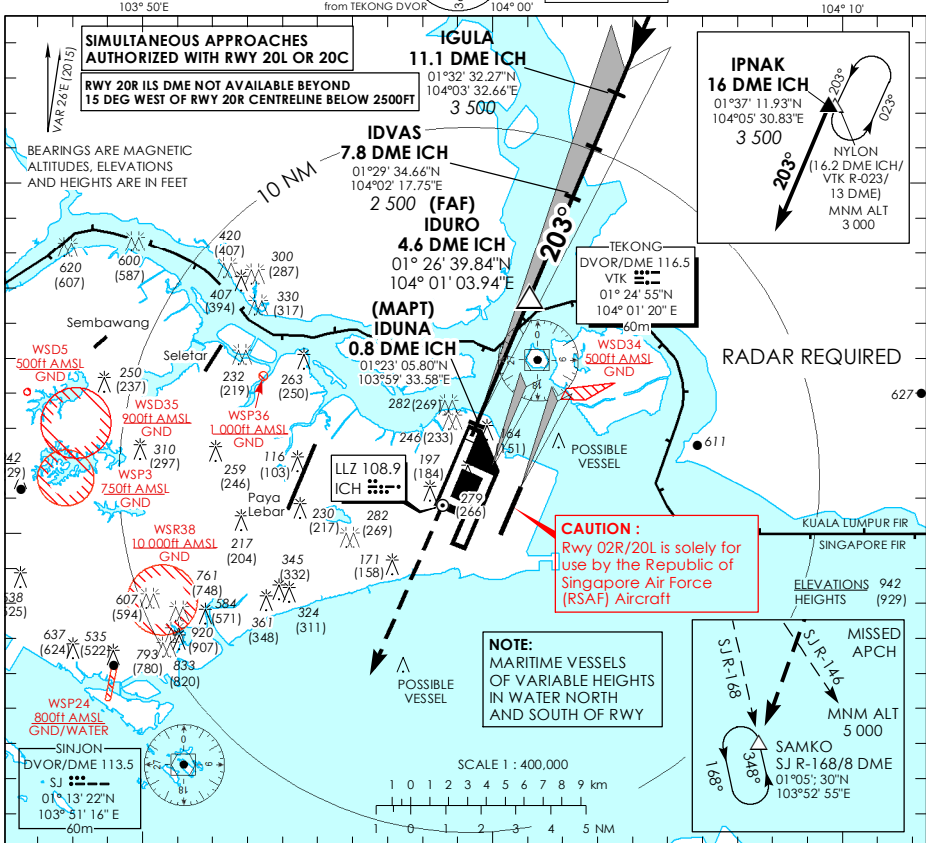 103° 50'E
from TEKONG DVOR
104° 00'
104° 10'
SIMULTANEOUS APPROACHES
AUTHORIZED WITH RWY 20L OR 20C
RWY 20R ILS DME NOT AVAILABLE BEYOND
15 DEG WEST OF RWY 20R CENTRELINE BELOW 2500FT
VAR 26'E (2015)
BEARINGS ARE MAGNETIC
ALTITUDES, ELEVATIONS
AND HEIGHTS ARE IN FEET
10 NM
IGULA
11.1 DME ICH
01°32' 32.27"N
104°03' 32.66"E
3 500
IDVAS
7.8 DME ICH
01°29' 34.66"N
104°02' 17.75"E
2 500
(FAF)
IDURO
4.6 DME ICH
01° 26' 39.84"N
104° 01' 03.94"E
(MAPT)
IDUNA
0.8 DME ICH
01°23' 05.80"N
103°59' 33.58"E
203°
IPNAK
16 DME ICH
01°37' 11.93"N
104°05' 30.83"E
3 500
203°
023°
203°
NYLON
(16.2 DME ICH/
VTK R-023/
13 DME)
MNM ALT
3 000
TEKONG
DVOR/DME 116.5
VTK
01° 24' 55"N
104° 01' 20" E
60m
WSD34
500ft AMSL
GND
RADAR REQUIRED
627
611
620
(607)
600
(587)
420
(407)
300
(287)
407
(394)
330
(317)
Sembawang
Seletar
WSD5
500ft AMSL
GND
250
(237)
WSD35
900ft AMSL
GND
232
(219)
263
(250)
WSP36
1 000ft AMSL
GND
282 (269)
246 (233)
164
(151)
POSSIBLE
VESSEL
310
(297)
259
(246)
116
(103)
197
(184)
LLZ 108.9
ICH
279
(266)
42
29)
WSP3
750ft AMSL
GND
Paya
Lebar
230
(217)
282
(269)
WSR38
10 000ft AMSL
GND
217
(204)
345
(332)
171
(158)
761
(748)
607
(594)
584
(571)
361
(348)
324
(311)
638
625)
637
(624)
535
(522)
920
(907)
793
(780)
833
(820)
CAUTION :
Rwy 02R/20L is solely for
use by the Republic of
Singapore Air Force
(RSAF) Aircraft
KUALA LUMPUR FIR
SINGAPORE FIR
ELEVATIONS 942
HEIGHTS (929)
NOTE:
MARITIME VESSELS
OF VARIABLE HEIGHTS
IN WATER NORTH
AND SOUTH OF RWY
POSSIBLE
VESSEL
WSP24
800ft AMSL
GND/WATER
SINJON
DVOR/DME 113.5
SJ
01° 13' 22"N
103° 51' 16" E
60m
0
9
18
27
SCALE 1 : 400,000
1 0 1 2 3 4 5 6 7 8 9 km
1 0 1 2 3 4 5 NM
MISSED
APCH
SJ R-168
SJ R-146
MNM ALT
5 000
168°
348°
SAMKO
SJ R-168/8 DME
01°05'; 30"N
103°52' 55"E